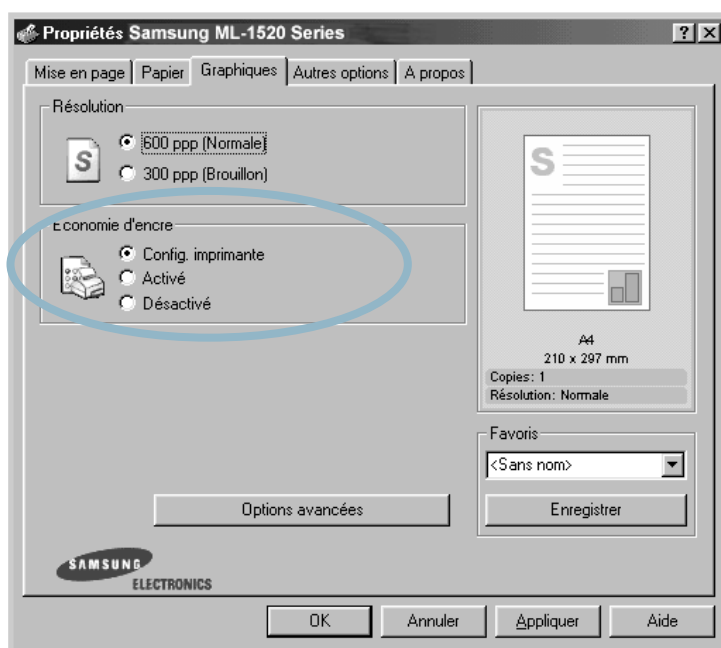 Propriétés Samsung ML-1520 Series
Mise en page Papier Graphiques Autres options A propos
Résolution
S
600 ppp (Normale)
300 ppp (Brouillon)
Economie d'encre
Config. imprimante
Activé
Désactivé
S
A4
210 x 297 mm
Copies: 1
Résolution: Normale
Favoris
<Sans nom>
Options avancées
Enregistrer
SAMSUNG
ELECTRONICS
OK Annuler Appliquer Aide